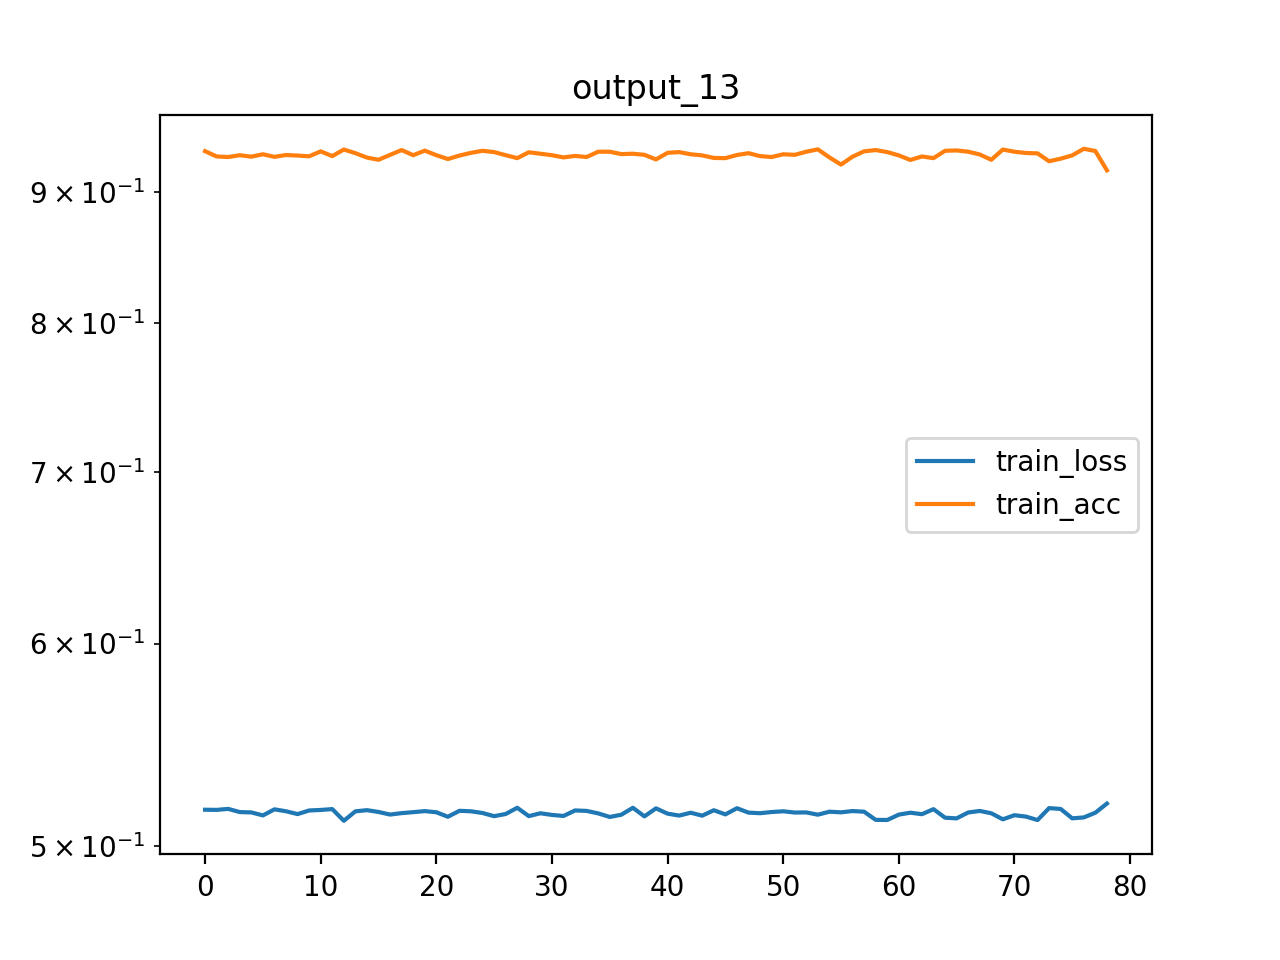 output_13
9 × 10⁻¹
8 × 10⁻¹
7 × 10⁻¹
6 × 10⁻¹
5 × 10⁻¹
train_loss
train_acc
0 10 20 30 40 50 60 70 80